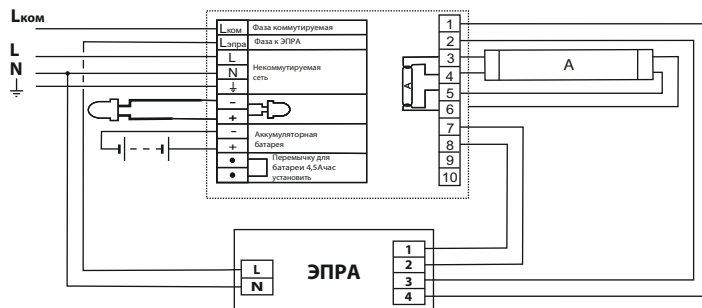 Lком
L
N
Lком
Фаза коммутируемая
Lэпра
Фаза к ЭПРА
L
N
Некоммутируемая
сеть
–
+
–
+
Аккумуляторная
батарея
Перемычку для
батареи 4,5Ачас
установить
A
1
2
3
4
5
6
7
8
9
10
A
L
N
ЭПРА
1
2
3
4